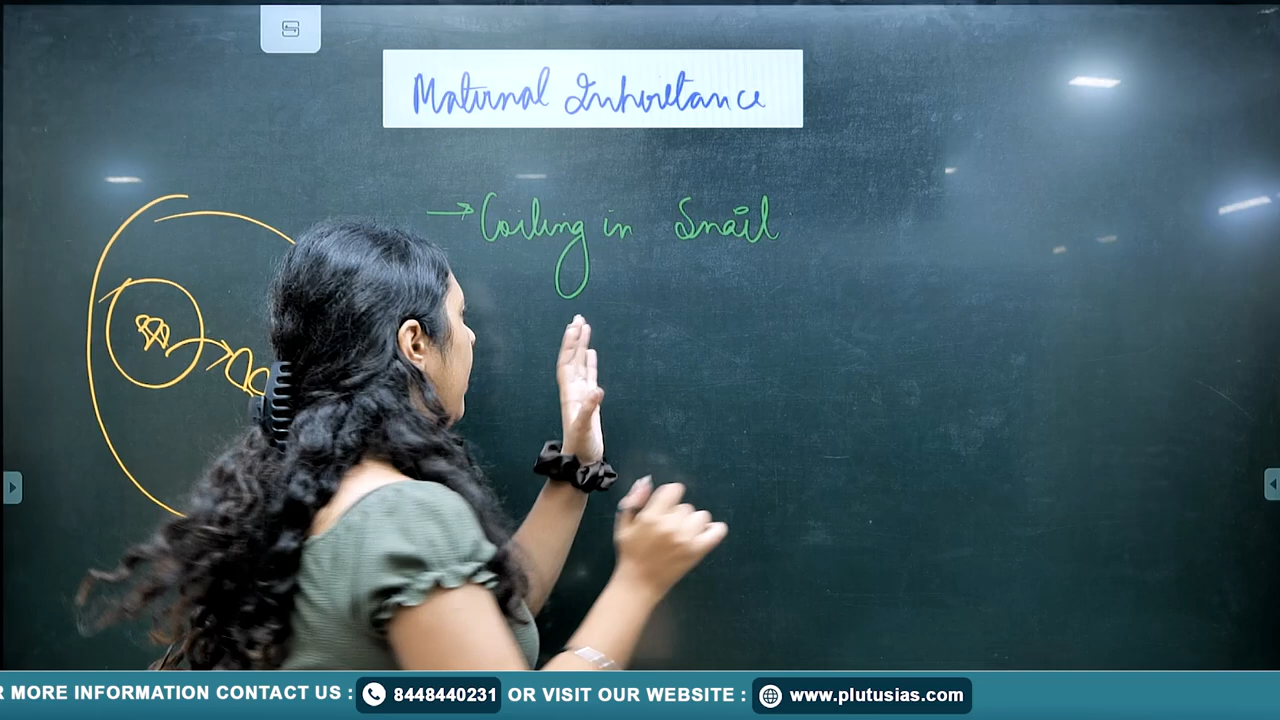 Maternal Inheritance
→ Coiling in Snail
R MORE INFORMATION CONTACT US : 8448440231 OR VISIT OUR WEBSITE : www.plutusias.com